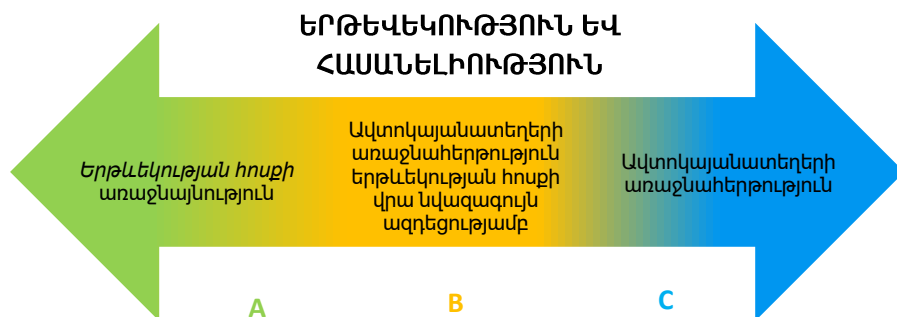 ԵՐԹԵՎԵԿՈՒԹՅՈՒՆ ԵՎ
ՀԱՍԱՆԵԼԻՈՒԹՅՈՒՆ
Երթևեկության հոսքի
առաջնայնություն
Ավտոկայանատեղերի
առաջնահերթություն
երթևեկության հոսքի
վրա նվազագույն
ազդեցությամբ
Ավտոկայանատեղերի
առաջնահերթություն
A
B
C